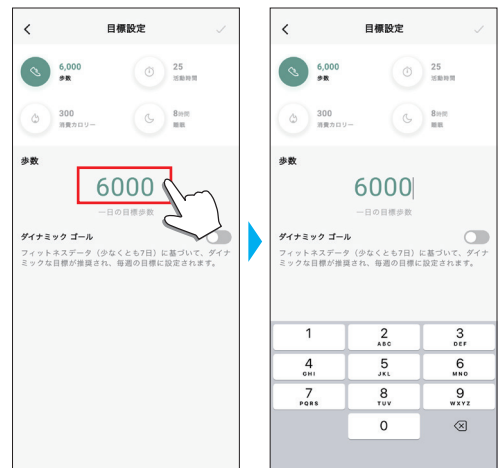 目標設定
6,000
歩数
25
活動時間
300
消費カロリー
8時間
睡眠
歩数
6000
一日の目標歩数
ダイナミック ゴール
フィットネスデータ（少なくとも7日）に基づいて、ダイナ
ミックな目標が推奨され、毎週の目標に設定されます。
目標設定
6,000
歩数
25
活動時間
300
消費カロリー
8時間
睡眠
歩数
6000
一日の目標歩数
ダイナミック ゴール
フィットネスデータ（少なくとも7日）に基づいて、ダイナ
ミックな目標が推奨され、毎週の目標に設定されます。
1 2 3
ABC DEF
4 5 6
GHI JKL MNO
7 8 9
PQRS TUV WXYZ
0